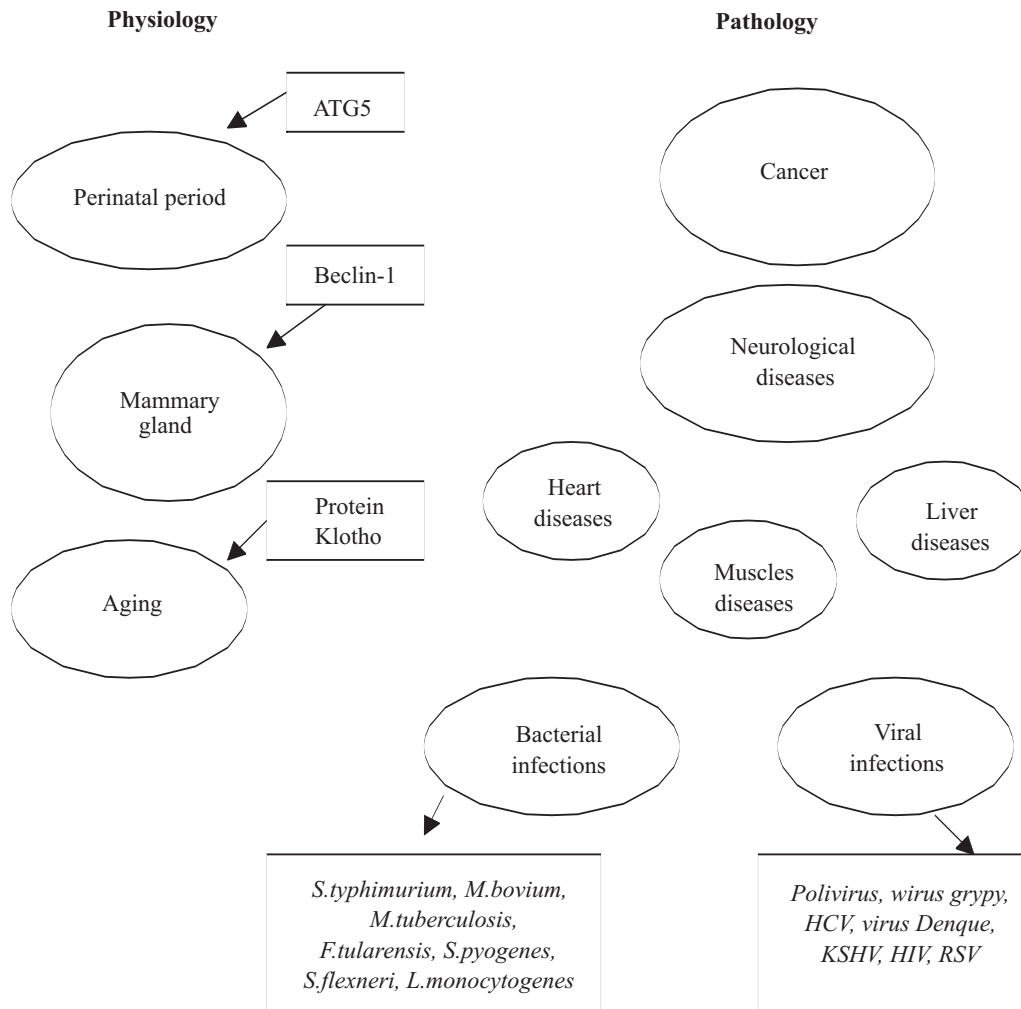 Physiology
Pathology
ATG5
Perinatal period
Beclin-1
Mammary
gland
Protein
Klotho
Aging
Cancer
Neurological
diseases
Heart
diseases
Liver
diseases
Muscles
diseases
Bacterial
infections
Viral
infections
S.typhimurium, M.bovium,
M.tuberculosis,
F.tularensis, S.pyogenes,
S.flexneri, L.monocytogenes
Polivirus, wirus grypy,
HCV, virus Denque,
KSHV, HIV, RSV